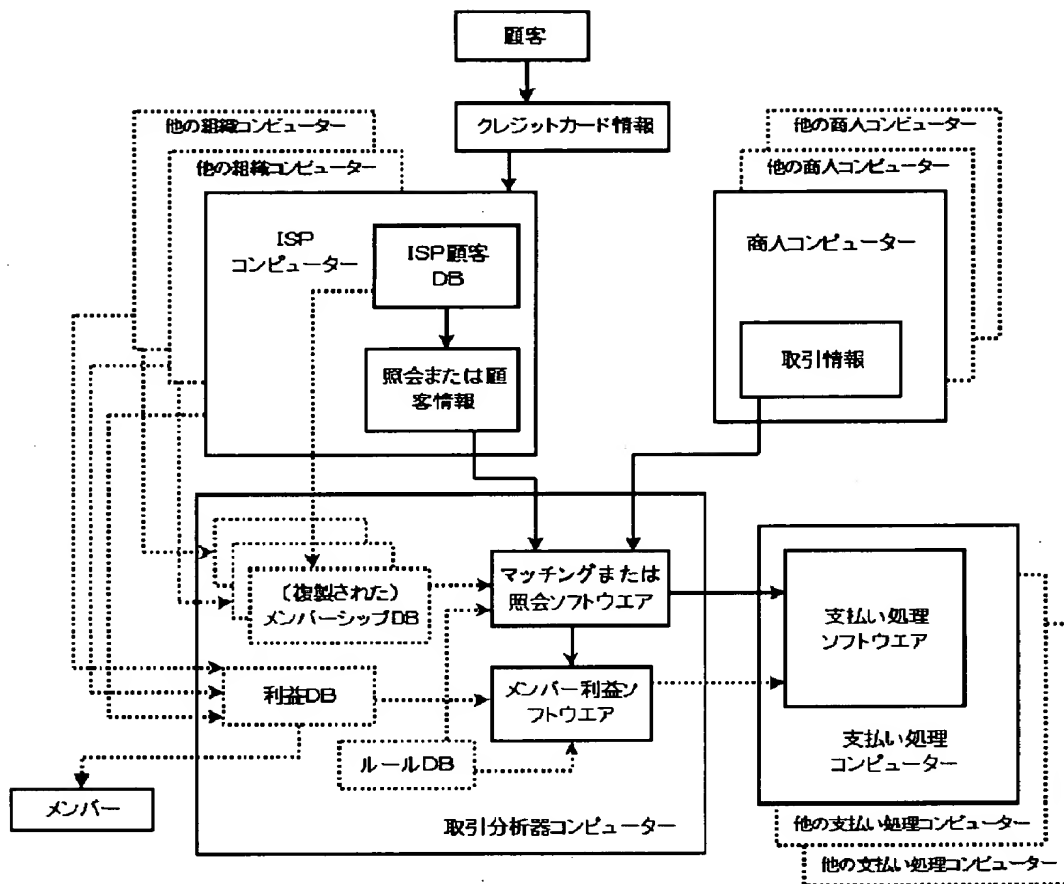 顧客
クレジットカード情報
他の組織コンピューター
他の組織コンピューター
他の商人コンピューター
他の商人コンピューター
ISP
コンピューター
ISP顧客
DB
照会または顧
客情報
商人コンピューター
取引情報
(複製された)
メンバーシップDB
マッチングまたは
照会ソフトウエア
利益DB
メンバー利益ソ
フトウエア
ルールDB
取引分析器コンピューター
メンバー
支払い処理
ソフトウエア
支払い処理
コンピューター
他の支払い処理コンピューター
他の支払い処理コンピューター